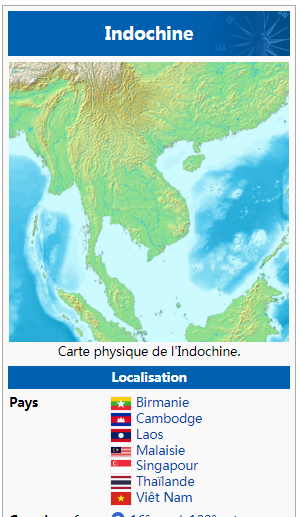 Indochine
Carte physique de l'Indochine.
Localisation
Pays
Birmanie
Cambodge
Laos
Malaisie
Singapour
Thaïlande
Viêt Nam